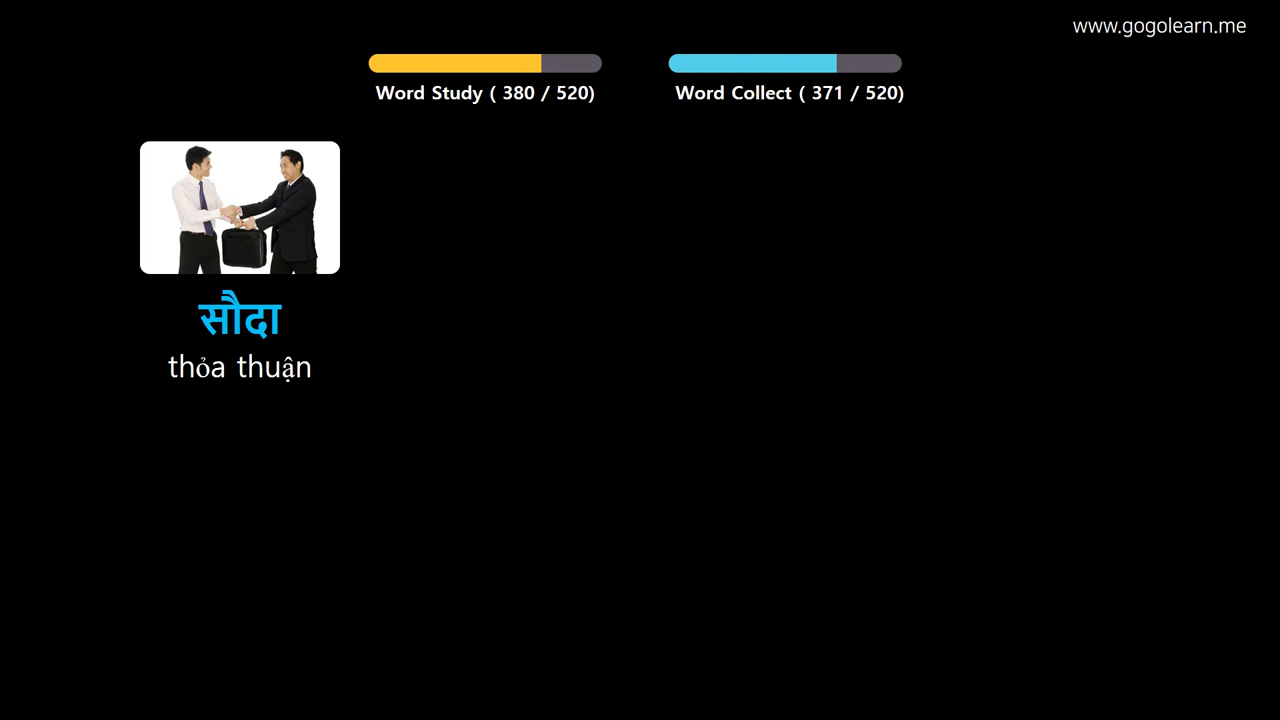 www.gogolearn.me
Word Study ( 380 / 520)
Word Collect ( 371 / 520)
सौदा
thỏa thuận